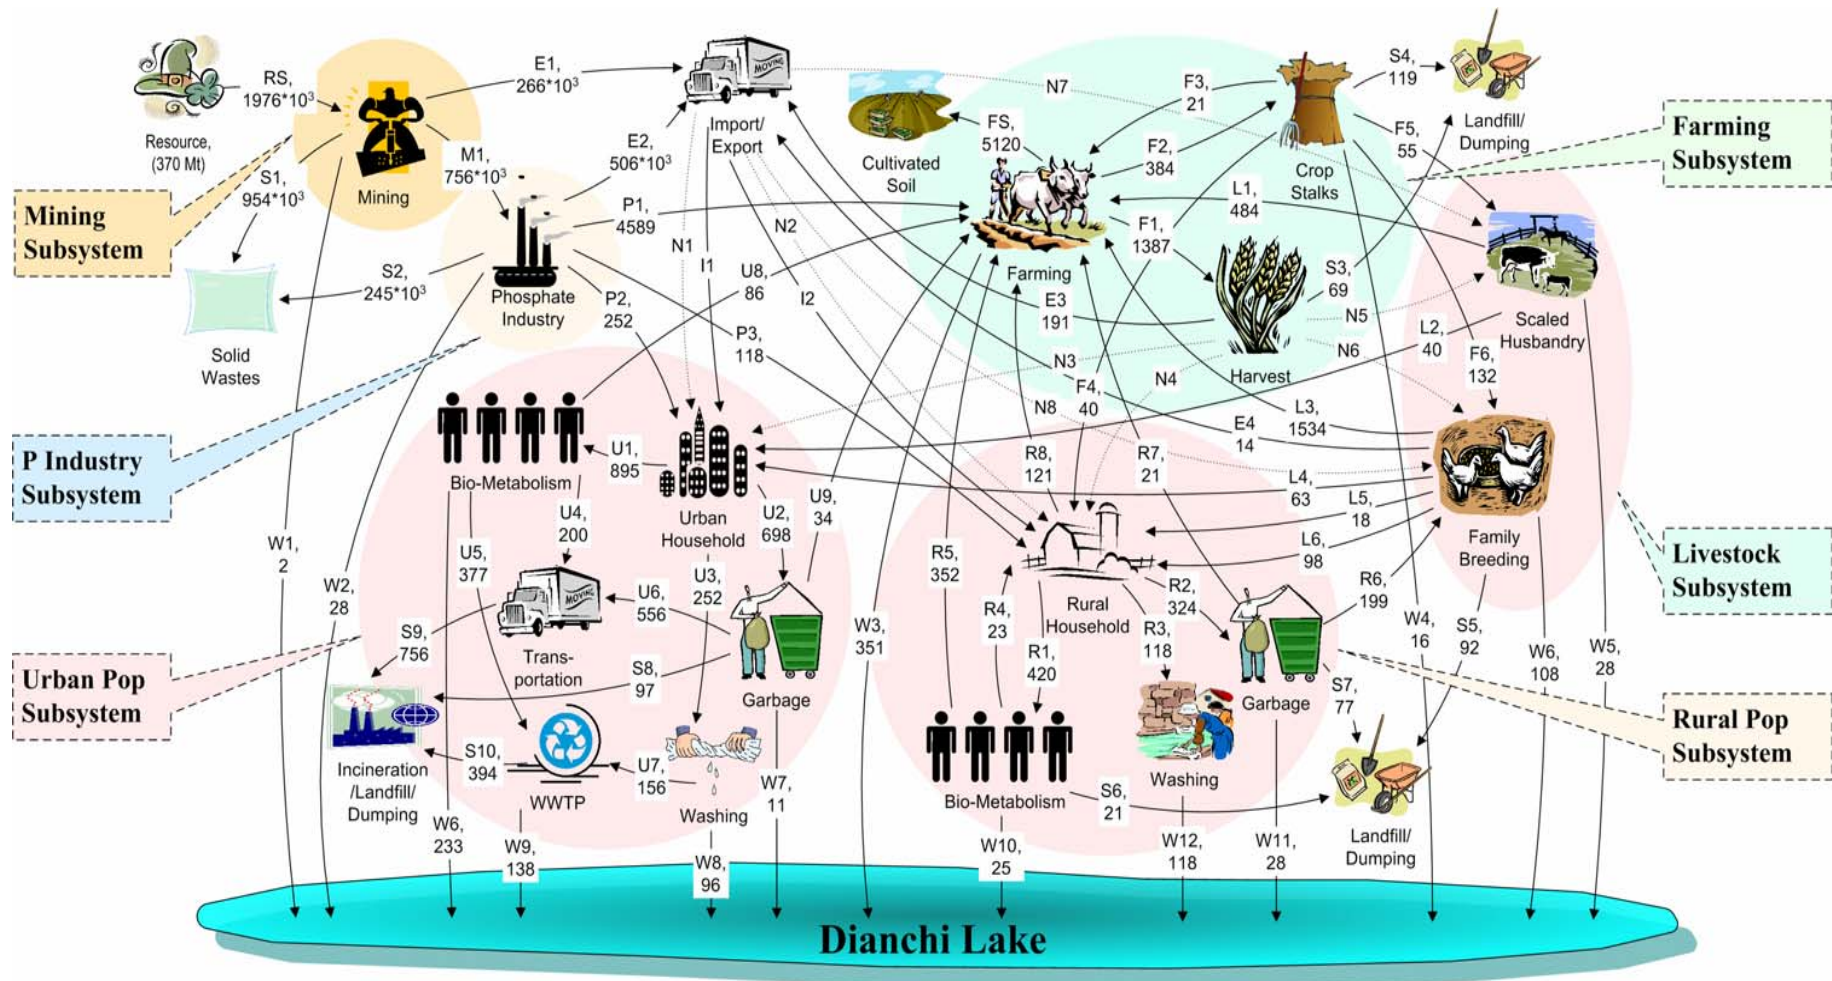 RS,
1976*10³
Resource,
(370 Mt)
E1,
266*10³
Mining
M1,
756*10³
S1,
954*10³
Mining
Subsystem
MOVING
Import/
Export
E2,
506*10³
N7
Cultivated
Soil
FS,
5120
F3,
21
F2,
384
Crop
Stalks
S4,
119
Landfill/
Dumping
F5,
55
Farming
Subsystem
P1,
4589
S2,
245*10³
Phosphate
Industry
P2,
252
Solid
Wastes
N1
I1
N2
U8,
86
I2
P3,
118
Farming
F1,
1387
L1,
484
E3
191
Harvest
S3,
69
N5
N6
N3
N4
Scaled
Husbandry
L2,
40
F6,
132
P Industry
Subsystem
Bio-Metabolism
U1,
895
Urban
Household
U2,
698
U9,
34
N8
F4,
40
R8,
121
R7,
21
E4
14
L3,
1534
L4,
63
L5,
18
L6,
98
Family
Breeding
W1,
2
W2,
28
U4,
200
U5,
377
U3,
252
MOVING
U6,
556
Trans-
portation
S9,
756
S8,
97
Garbage
W3,
351
R5,
352
R4,
23
R1,
420
Rural
Household
R2,
324
R3,
118
Garbage
R6,
199
W4,
16
S5,
92
W6,
108
W5,
28
Livestock
Subsystem
Urban Pop
Subsystem
Incineration
/Landfill/
Dumping
S10,
394
WWTP
U7,
156
Washing
W7,
11
W6,
233
W9,
138
W8,
96
Bio-Metabolism
S6,
21
Washing
S7,
77
Landfill/
Dumping
W10,
25
W12,
118
W11,
28
Rural Pop
Subsystem
Dianchi Lake